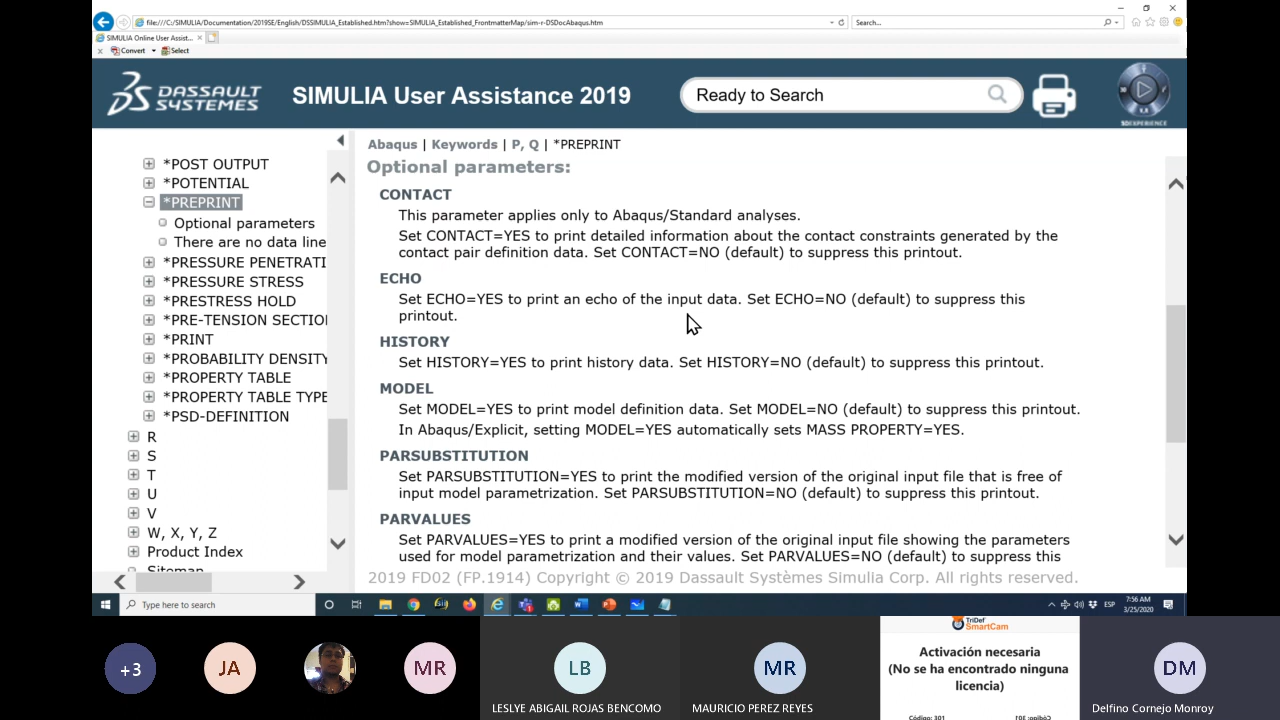 file:///C:/SIMULIA/Documentation/2019SE/English/DSSIMULIA_Established.htm?show=SIMULIA_Established_FrontmatterMap/sim-r-DSDocAbaqus.htm
Search...
SIMULIA Online User Assist...
Convert
Select
DASSAULT SYSTEMES
SIMULIA User Assistance 2019
Ready to Search
3DEXPERIENCE
Abaqus | Keywords | P, Q | *PREPRINT
*POST OUTPUT
*POTENTIAL
*PREPRINT
Optional parameters
There are no data line
*PRESSURE PENETRATI
*PRESSURE STRESS
*PRESTRESS HOLD
*PRE-TENSION SECTION
*PRINT
*PROBABILITY DENSITY
*PROPERTY TABLE
*PROPERTY TABLE TYPE
*PSD-DEFINITION
R
S
T
U
V
W, X, Y, Z
Product Index
Sitemap
Optional parameters:
CONTACT
This parameter applies only to Abaqus/Standard analyses.
Set CONTACT=YES to print detailed information about the contact constraints generated by the
contact pair definition data. Set CONTACT=NO (default) to suppress this printout.
ECHO
Set ECHO=YES to print an echo of the input data. Set ECHO=NO (default) to suppress this
printout.
HISTORY
Set HISTORY=YES to print history data. Set HISTORY=NO (default) to suppress this printout.
MODEL
Set MODEL=YES to print model definition data. Set MODEL=NO (default) to suppress this printout.
In Abaqus/Explicit, setting MODEL=YES automatically sets MASS PROPERTY=YES.
PARSUBSTITUTION
Set PARSUBSTITUTION=YES to print the modified version of the original input file that is free of
input model parametrization. Set PARSUBSTITUTION=NO (default) to suppress this printout.
PARVALUES
Set PARVALUES=YES to print a modified version of the original input file showing the parameters
used for model parametrization and their values. Set PARVALUES=NO (default) to suppress this
2019 FD02 (FP.1914) Copyright © 2019 Dassault Systèmes Simulia Corp. All rights reserved.
Type here to search
ESP
7:56 AM
3/25/2020
+3
JA
MR
LB
LESLYE ABIGAIL ROJAS BENCOMO
MR
MAURICIO PEREZ REYES
TriDef
SmartCam
Activación necesaria
(No se ha encontrado ninguna
licencia)
Código: 301
Código: 301
DM
Delfino Cornejo Monroy